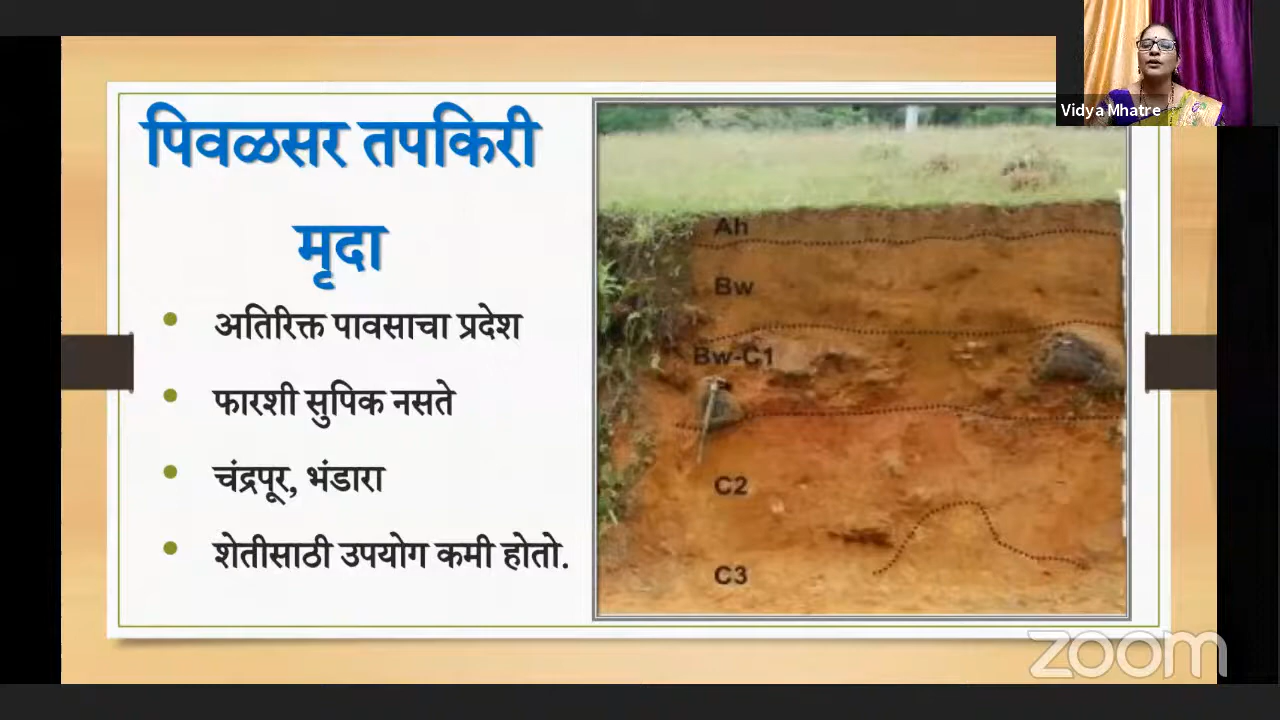 Vidya Mhatre
पिवळसर तपकिरी
मृदा
• अतिरिक्त पावसाचा प्रदेश
• फारशी सुपिक नसते
• चंद्रपूर, भंडारा
• शेतीसाठी उपयोग कमी होतो.
Ah
Bw
Bw-C1
C2
C3
zoom